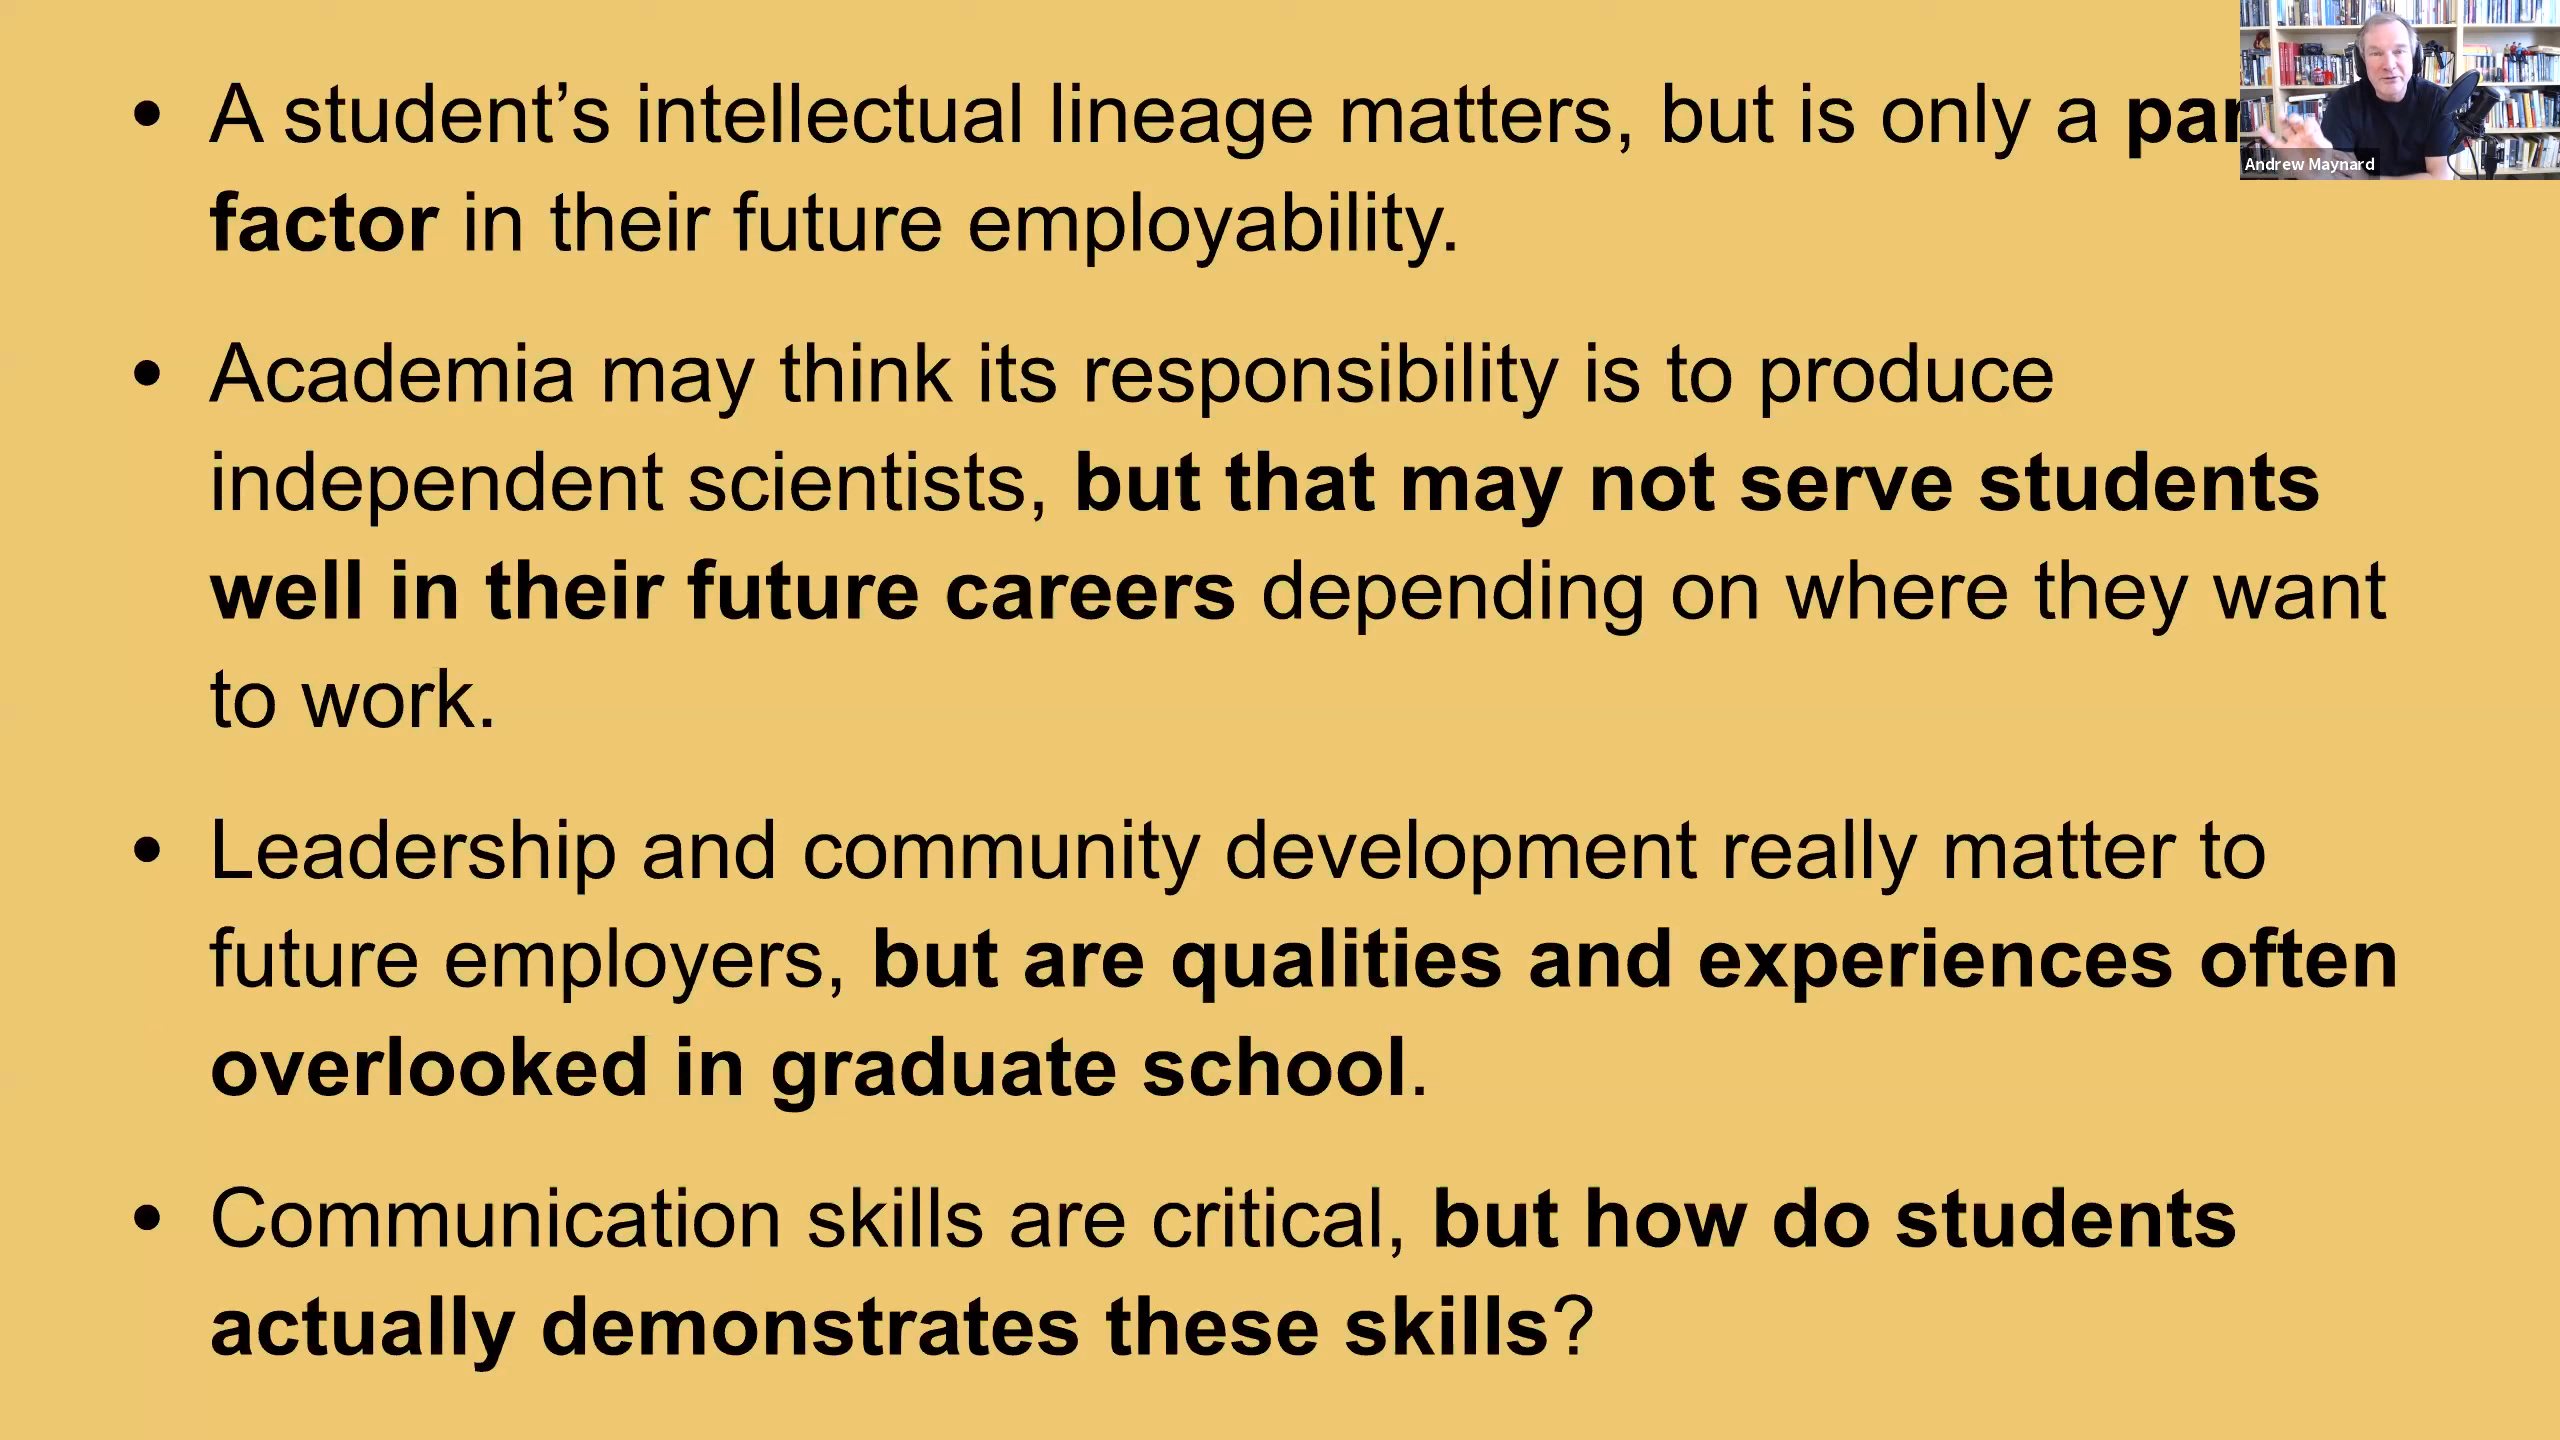 • A student’s intellectual lineage matters, but is only a
factor in their future employability.
• Academia may think its responsibility is to produce
independent scientists, but that may not serve students
well in their future careers depending on where they want
to work.
• Leadership and community development really matter to
future employers, but are qualities and experiences often
overlooked in graduate school.
• Communication skills are critical, but how do students
actually demonstrates these skills?
Andrew Maynard